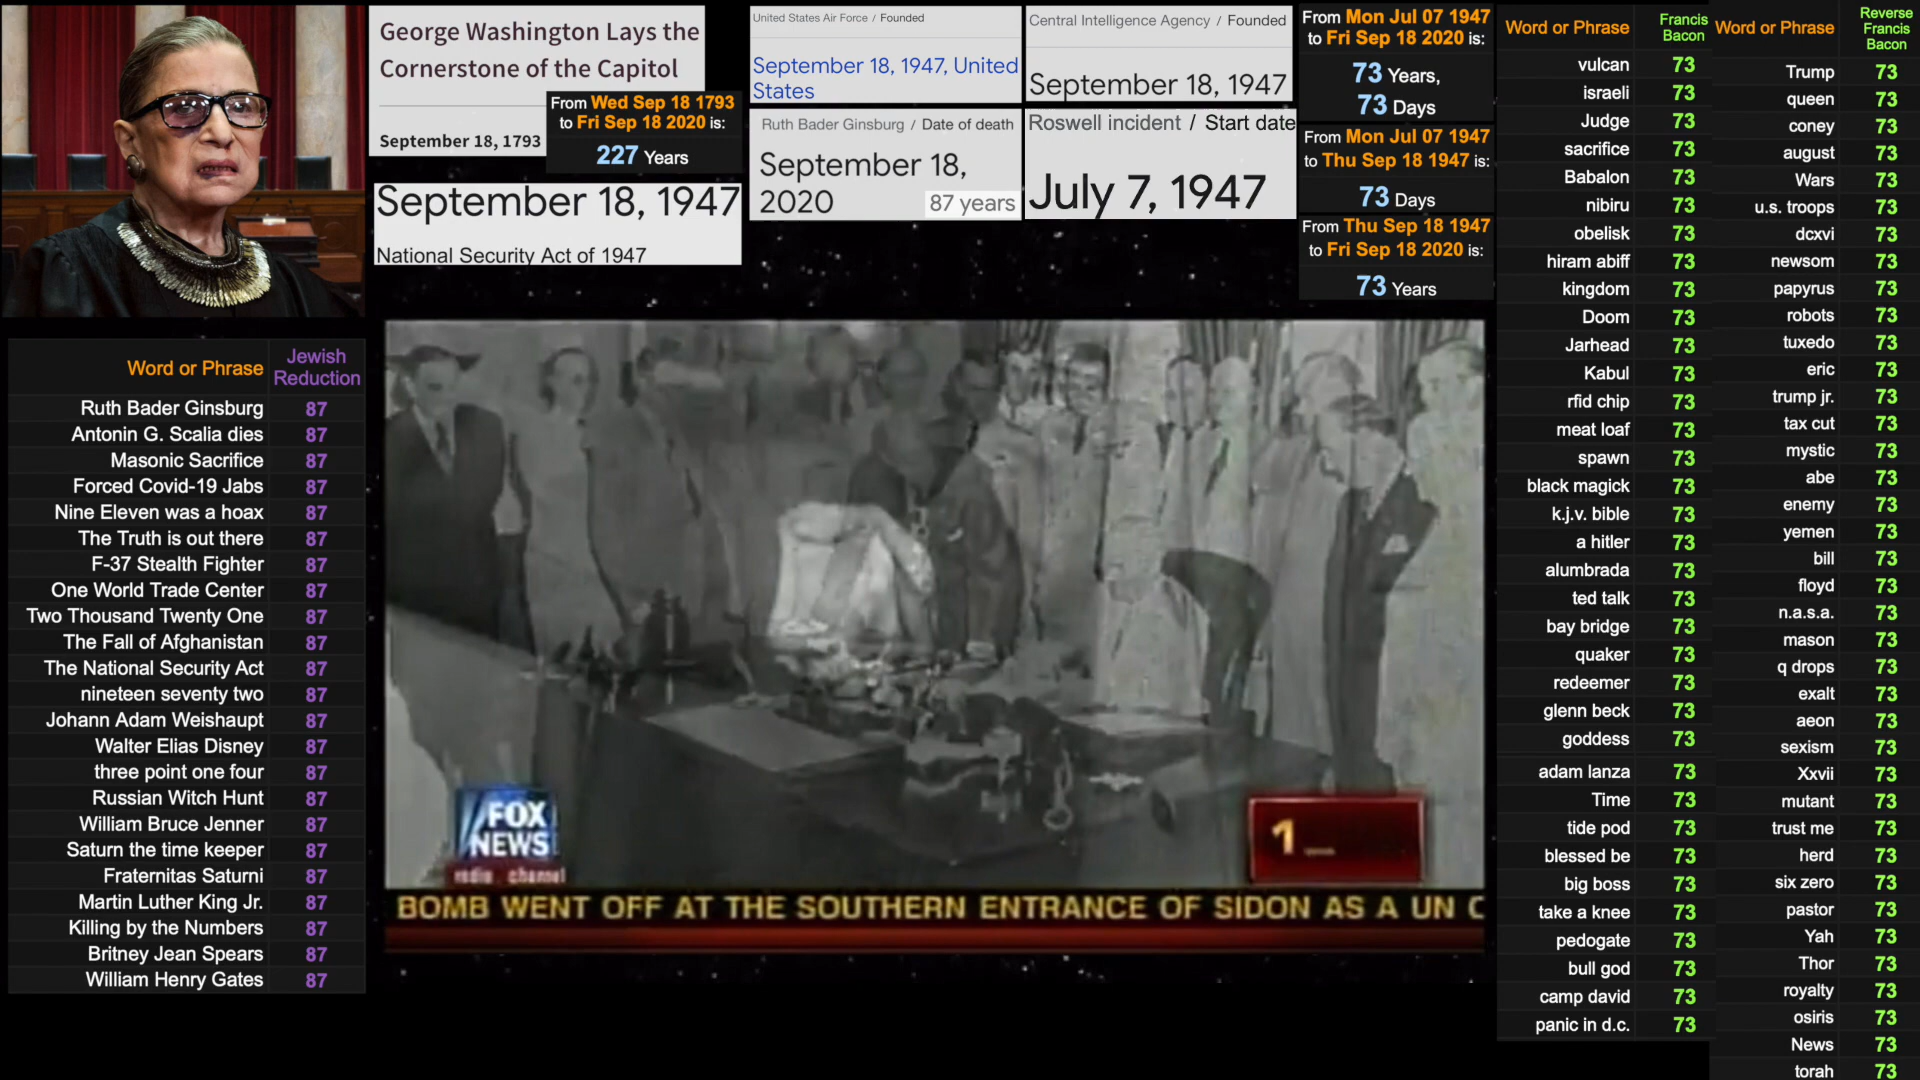 George Washington Lays the
Cornerstone of the Capitol
September 18, 1793
From Wed Sep 18 1793
to Fri Sep 18 2020 is:
227 Years
September 18, 1947
National Security Act of 1947
United States Air Force / Founded
September 18, 1947, United
States
Ruth Bader Ginsburg / Date of death
September 18,
2020
87 years
Central Intelligence Agency / Founded
September 18, 1947
Roswell incident / Start date
July 7, 1947
From Mon Jul 07 1947
to Fri Sep 18 2020 is:
73 Years,
73 Days
From Mon Jul 07 1947
to Thu Sep 18 1947 is:
73 Days
From Thu Sep 18 1947
to Fri Sep 18 2020 is:
73 Years
Word or Phrase Jewish Reduction
Ruth Bader Ginsburg 87
Antonin G. Scalia dies 87
Masonic Sacrifice 87
Forced Covid-19 Jabs 87
Nine Eleven was a hoax 87
The Truth is out there 87
F-37 Stealth Fighter 87
One World Trade Center 87
Two Thousand Twenty One 87
The Fall of Afghanistan 87
The National Security Act 87
nineteen seventy two 87
Johann Adam Weishaupt 87
Walter Elias Disney 87
three point one four 87
Russian Witch Hunt 87
William Bruce Jenner 87
Saturn the time keeper 87
Fraternitas Saturni 87
Martin Luther King Jr. 87
Killing by the Numbers 87
Britney Jean Spears 87
William Henry Gates 87
FOX
NEWS
radio channel
1_
BOMB WENT OFF AT THE SOUTHERN ENTRANCE OF SIDON AS A UN C
Word or Phrase Francis Bacon
vulcan 73
israeli 73
Judge 73
sacrifice 73
Babalon 73
nibiru 73
obelisk 73
hiram abiff 73
kingdom 73
Doom 73
Jarhead 73
Kabul 73
rfid chip 73
meat loaf 73
spawn 73
black magick 73
k.j.v. bible 73
a hitler 73
alumbrada 73
ted talk 73
bay bridge 73
quaker 73
redeemer 73
glenn beck 73
goddess 73
adam lanza 73
Time 73
tide pod 73
blessed be 73
big boss 73
take a knee 73
pedogate 73
bull god 73
camp david 73
panic in d.c. 73
Word or Phrase Reverse Francis Bacon
Trump 73
queen 73
coney 73
august 73
Wars 73
u.s. troops 73
dcxvi 73
newsom 73
papyrus 73
robots 73
tuxedo 73
eric 73
trump jr. 73
tax cut 73
mystic 73
abe 73
enemy 73
yemen 73
bill 73
floyd 73
n.a.s.a. 73
mason 73
q drops 73
exalt 73
aeon 73
sexism 73
Xxvii 73
mutant 73
trust me 73
herd 73
six zero 73
pastor 73
Yah 73
Thor 73
royalty 73
osiris 73
News 73
torah 73